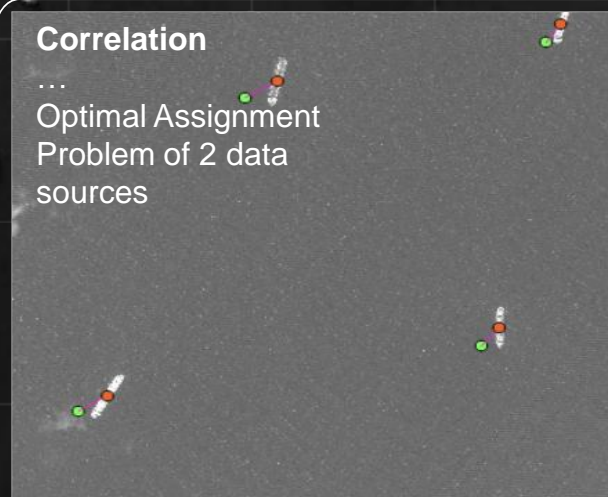 Correlation
…
Optimal Assignment
Problem of 2 data
sources